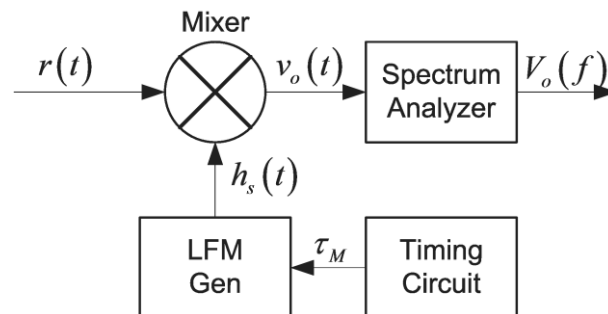 Mixer
r(t)
v_o(t)
Spectrum
Analyzer
V_o(f)
h_s(t)
LFM
Gen
τ_M
Timing
Circuit